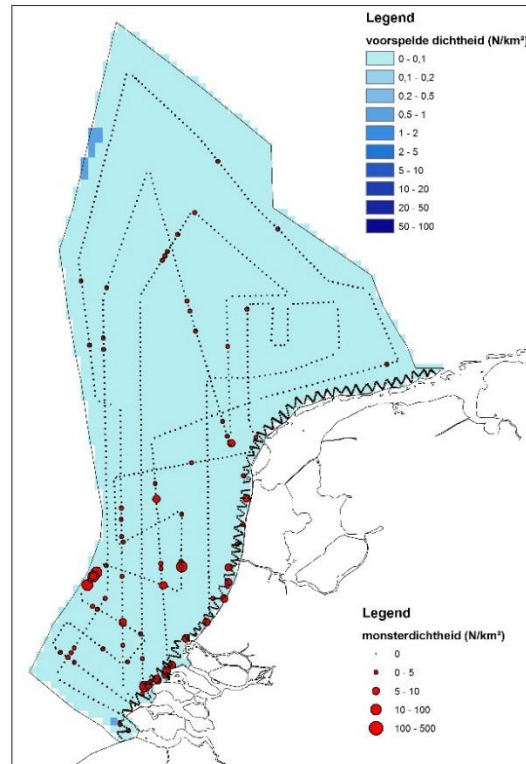 Legend
voorspelde dichtheid (N/km²)
0 - 0,1
0,1 - 0,2
0.2 - 0,5
0.5 - 1
1 - 2
2 - 5
5 - 10
10 - 20
20 - 50
50 - 100
Legend
monsterdichtheid (N/km²)
0
0 - 5
5 - 10
10 - 100
100 - 500